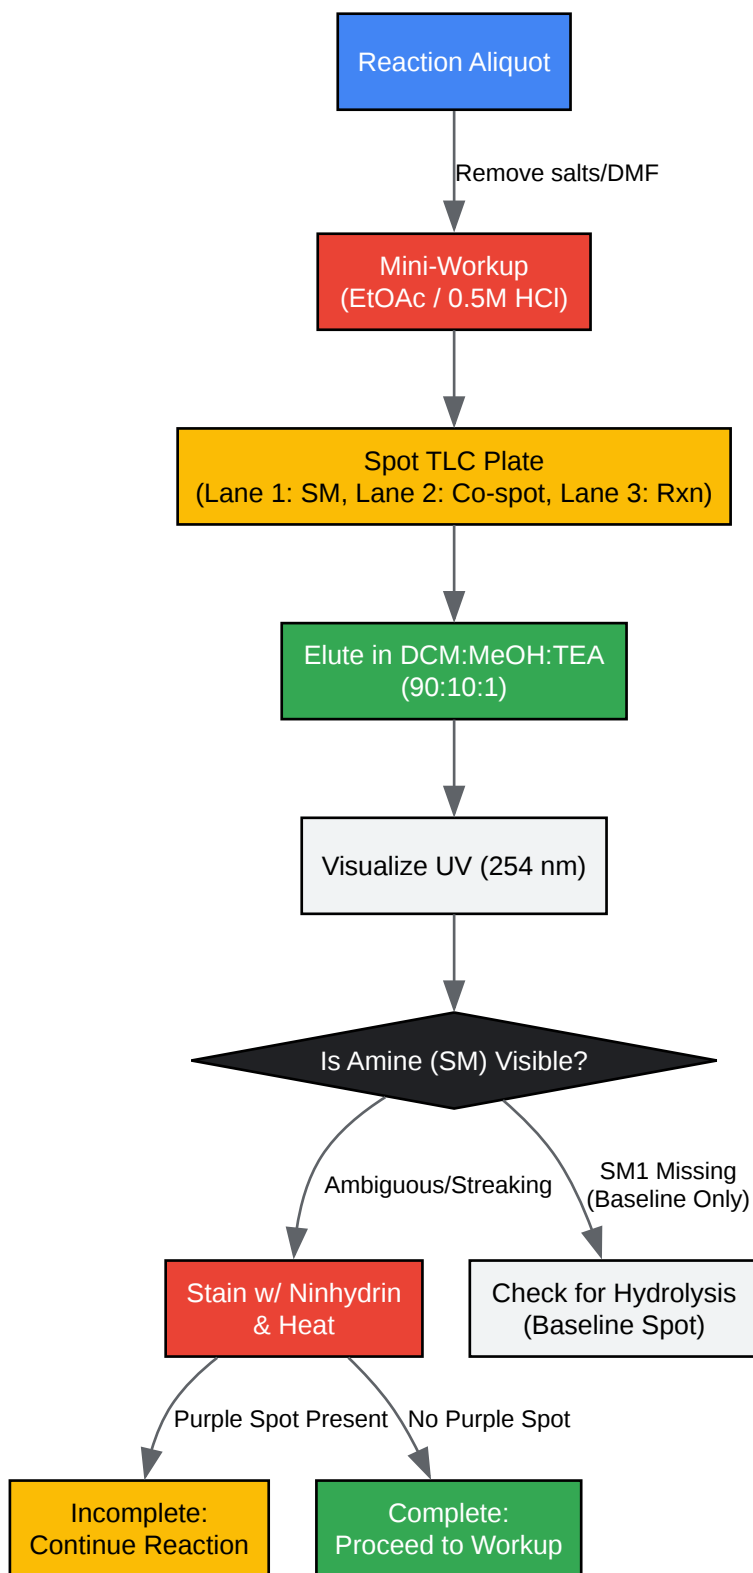 Reaction Aliquot
Remove salts/DMF
Mini-Workup
(EtOAc / 0.5M HCl)
Spot TLC Plate
(Lane 1: SM, Lane 2: Co-spot, Lane 3: Rxn)
Elute in DCM:MeOH:TEA
(90:10:1)
Visualize UV (254 nm)
Is Amine (SM) Visible?
Ambiguous/Streaking
SM1 Missing
(Baseline Only)
Stain w/ Ninhydrin
& Heat
Check for Hydrolysis
(Baseline Spot)
Purple Spot Present
No Purple Spot
Incomplete:
Continue Reaction
Complete:
Proceed to Workup